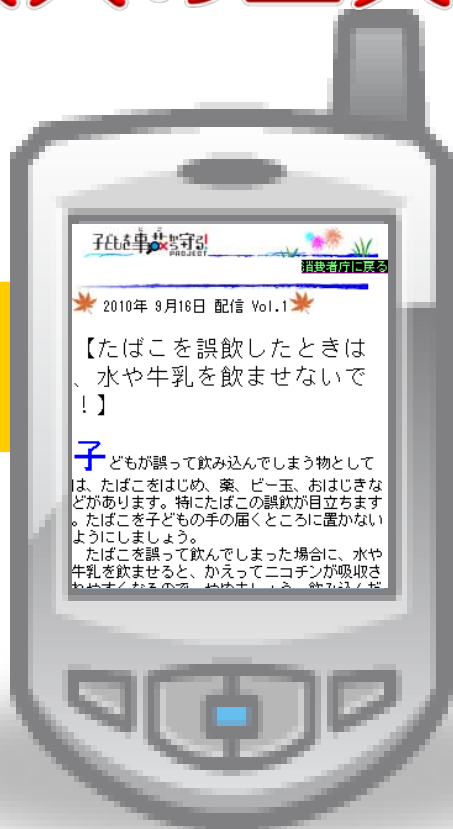 子どもを事故から守る!
PROJECT
消費者庁に戻る
2010年 9月16日 配信 Vol.1
【たばこを誤飲したときは
、水や牛乳を飲ませないで
!】
子どもが誤って飲み込んでしまう物として
は、たばこをはじめ、薬、ビー玉、おはじきな
どがあります。特にたばこの誤飲が目立ちます
。たばこを子どもの手の届くところに置かない
ようにしましょう。
たばこを誤って飲んでしまった場合に、水や
牛乳を飲ませると、かえってニコチンが吸収さ